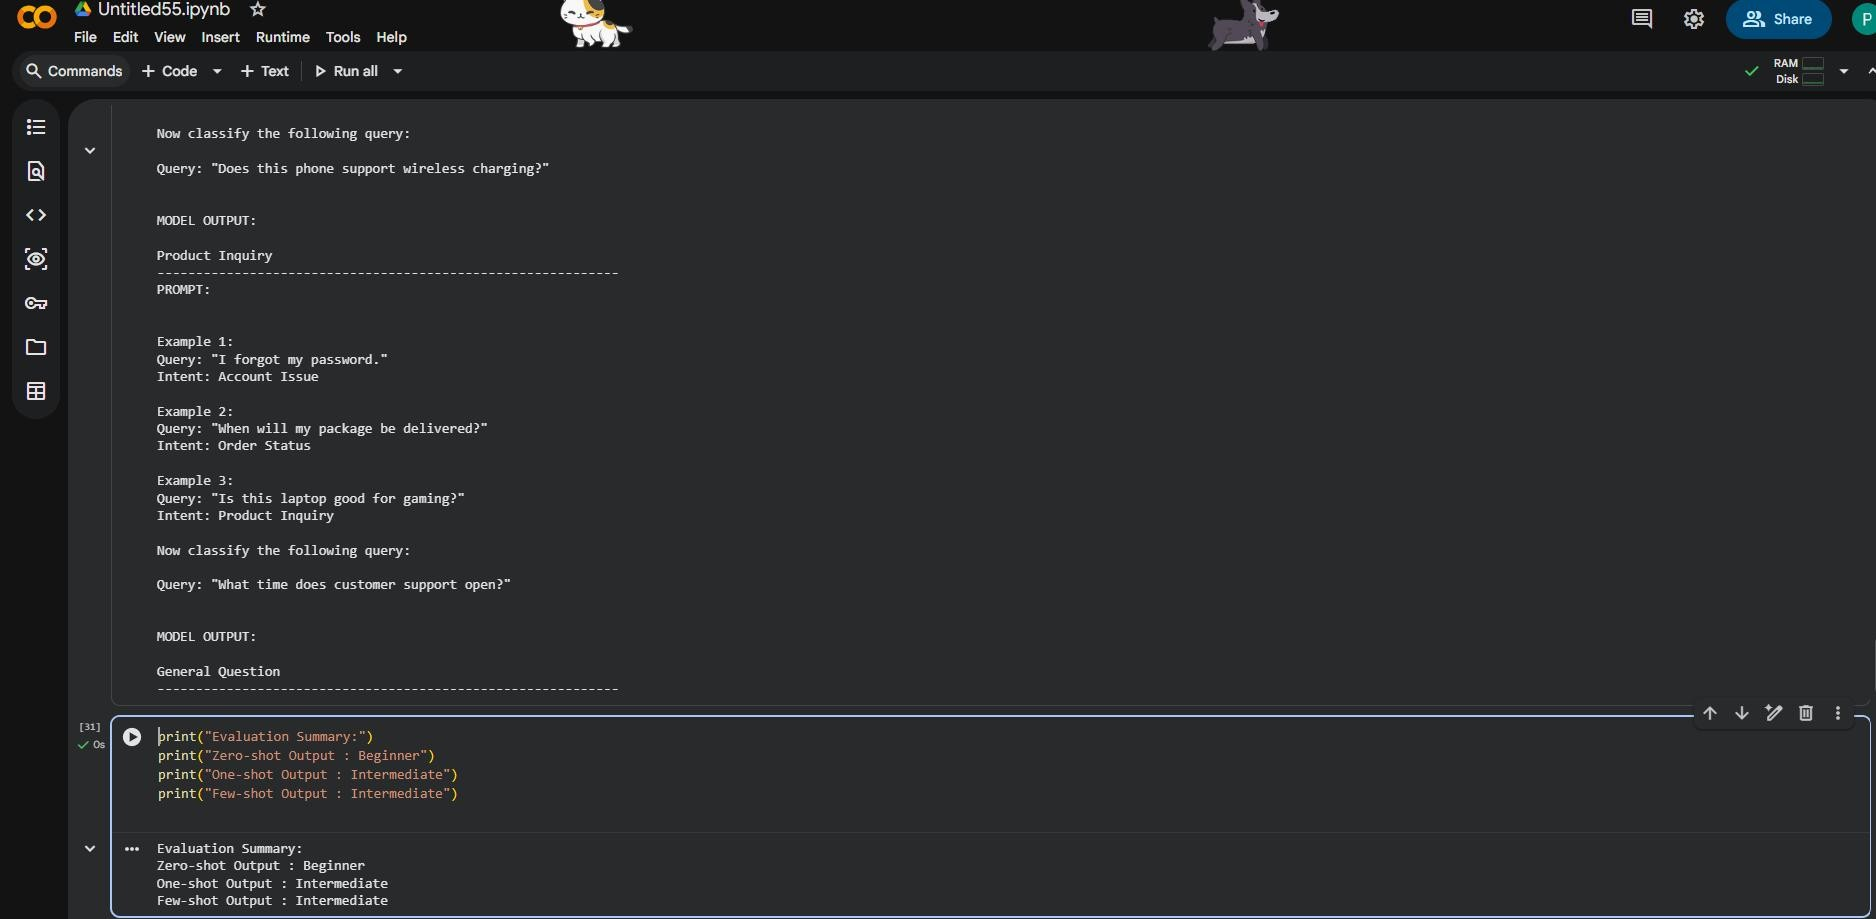 CO Untitled55.ipynb
File Edit View Insert Runtime Tools Help
Share
P
Commands + Code + Text Run all
RAM
Disk
Now classify the following query:
Query: "Does this phone support wireless charging?"
MODEL OUTPUT:
Product Inquiry
------------------------------------------------------------
PROMPT:
Example 1:
Query: "I forgot my password."
Intent: Account Issue
Example 2:
Query: "When will my package be delivered?"
Intent: Order Status
Example 3:
Query: "Is this laptop good for gaming?"
Intent: Product Inquiry
Now classify the following query:
Query: "What time does customer support open?"
MODEL OUTPUT:
General Question
------------------------------------------------------------
[31]
0s
print("Evaluation Summary:")
print("Zero-shot Output : Beginner")
print("One-shot Output : Intermediate")
print("Few-shot Output : Intermediate")
Evaluation Summary:
Zero-shot Output : Beginner
One-shot Output : Intermediate
Few-shot Output : Intermediate